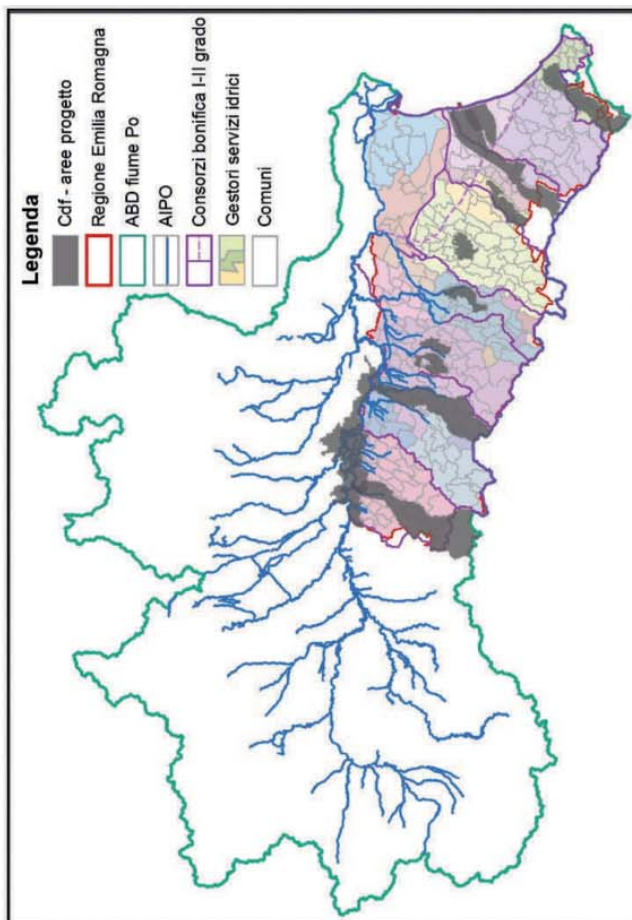 Legenda
Cdf - aree progetto
Regione Emilia Romagna
ABD fiume Po
AIPO
Consorzi bonifica I-II grado
Gestori servizi idrici
Comuni